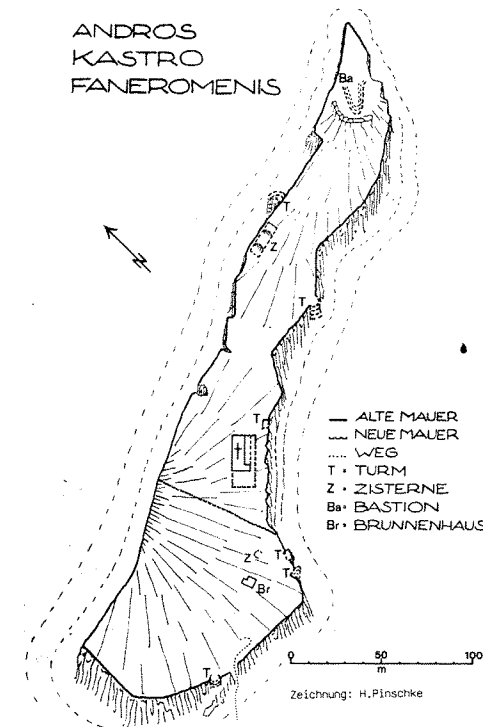 ANDROS
KASTRO
FANEROMENIS
Ba
T
Z
N
T
T
Z
T
T
Br
T
ALTE MAUER
NEUE MAUER
WEG
T = TURM
Z = ZISTERNE
Ba = BASTION
Br = BRUNNENHAUS
0 50 100
m
Zeichnung: H.Pinschke